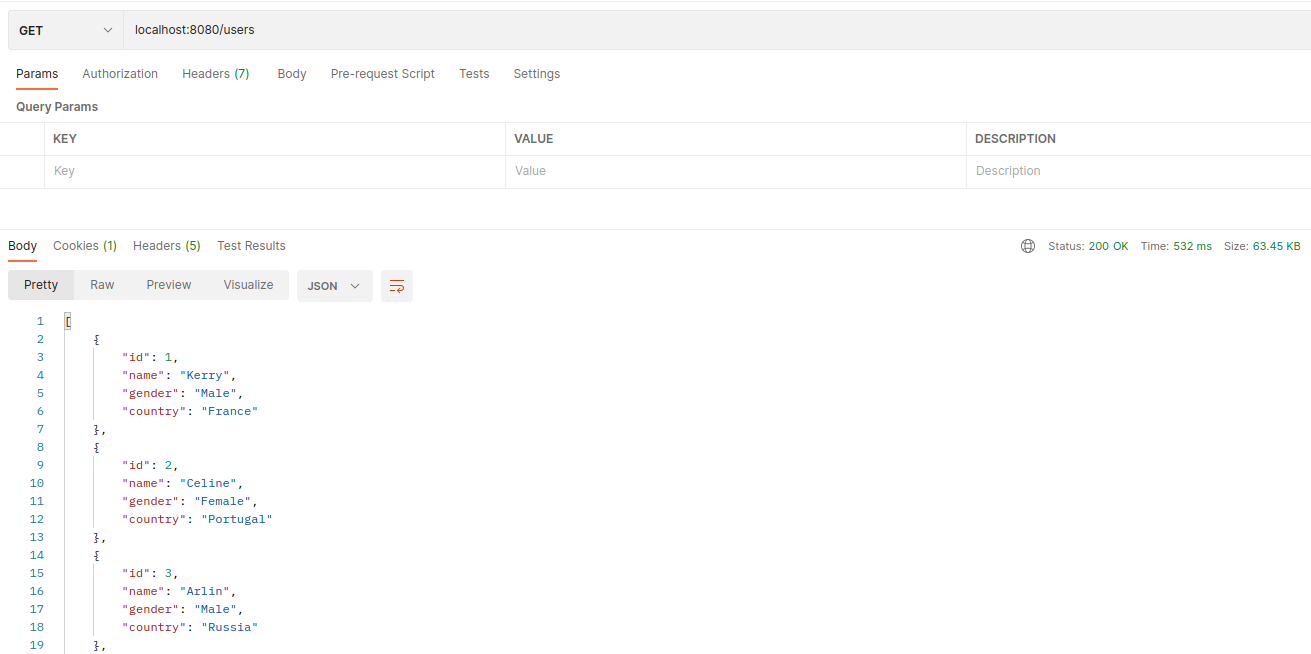 GET localhost:8080/users
Params Authorization Headers (7) Body Pre-request Script Tests Settings
Query Params
KEY VALUE DESCRIPTION
Key Value Description
Body Cookies (1) Headers (5) Test Results Status: 200 OK Time: 532 ms Size: 63.45 KB
Pretty Raw Preview Visualize JSON
1 [
2 {
3 "id": 1,
4 "name": "Kerry",
5 "gender": "Male",
6 "country": "France"
7 },
8 {
9 "id": 2,
10 "name": "Celine",
11 "gender": "Female",
12 "country": "Portugal"
13 },
14 {
15 "id": 3,
16 "name": "Arlin",
17 "gender": "Male",
18 "country": "Russia"
19 },